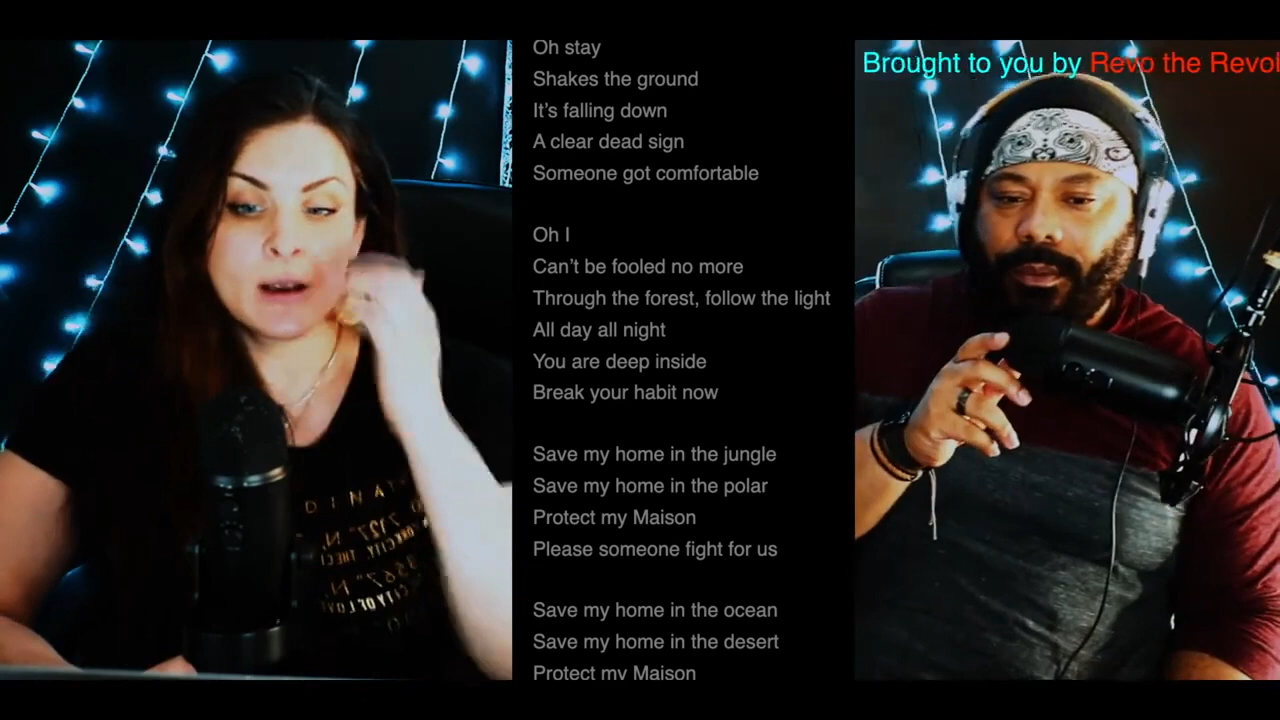 Oh stay
Shakes the ground
It's falling down
A clear dead sign
Someone got comfortable
Oh I
Can't be fooled no more
Through the forest, follow the light
All day all night
You are deep inside
Break your habit now
Save my home in the jungle
Save my home in the polar
Protect my Maison
Please someone fight for us
Save my home in the ocean
Save my home in the desert
Protect my Maison
Brought to you by Revo the Revol
DINAT